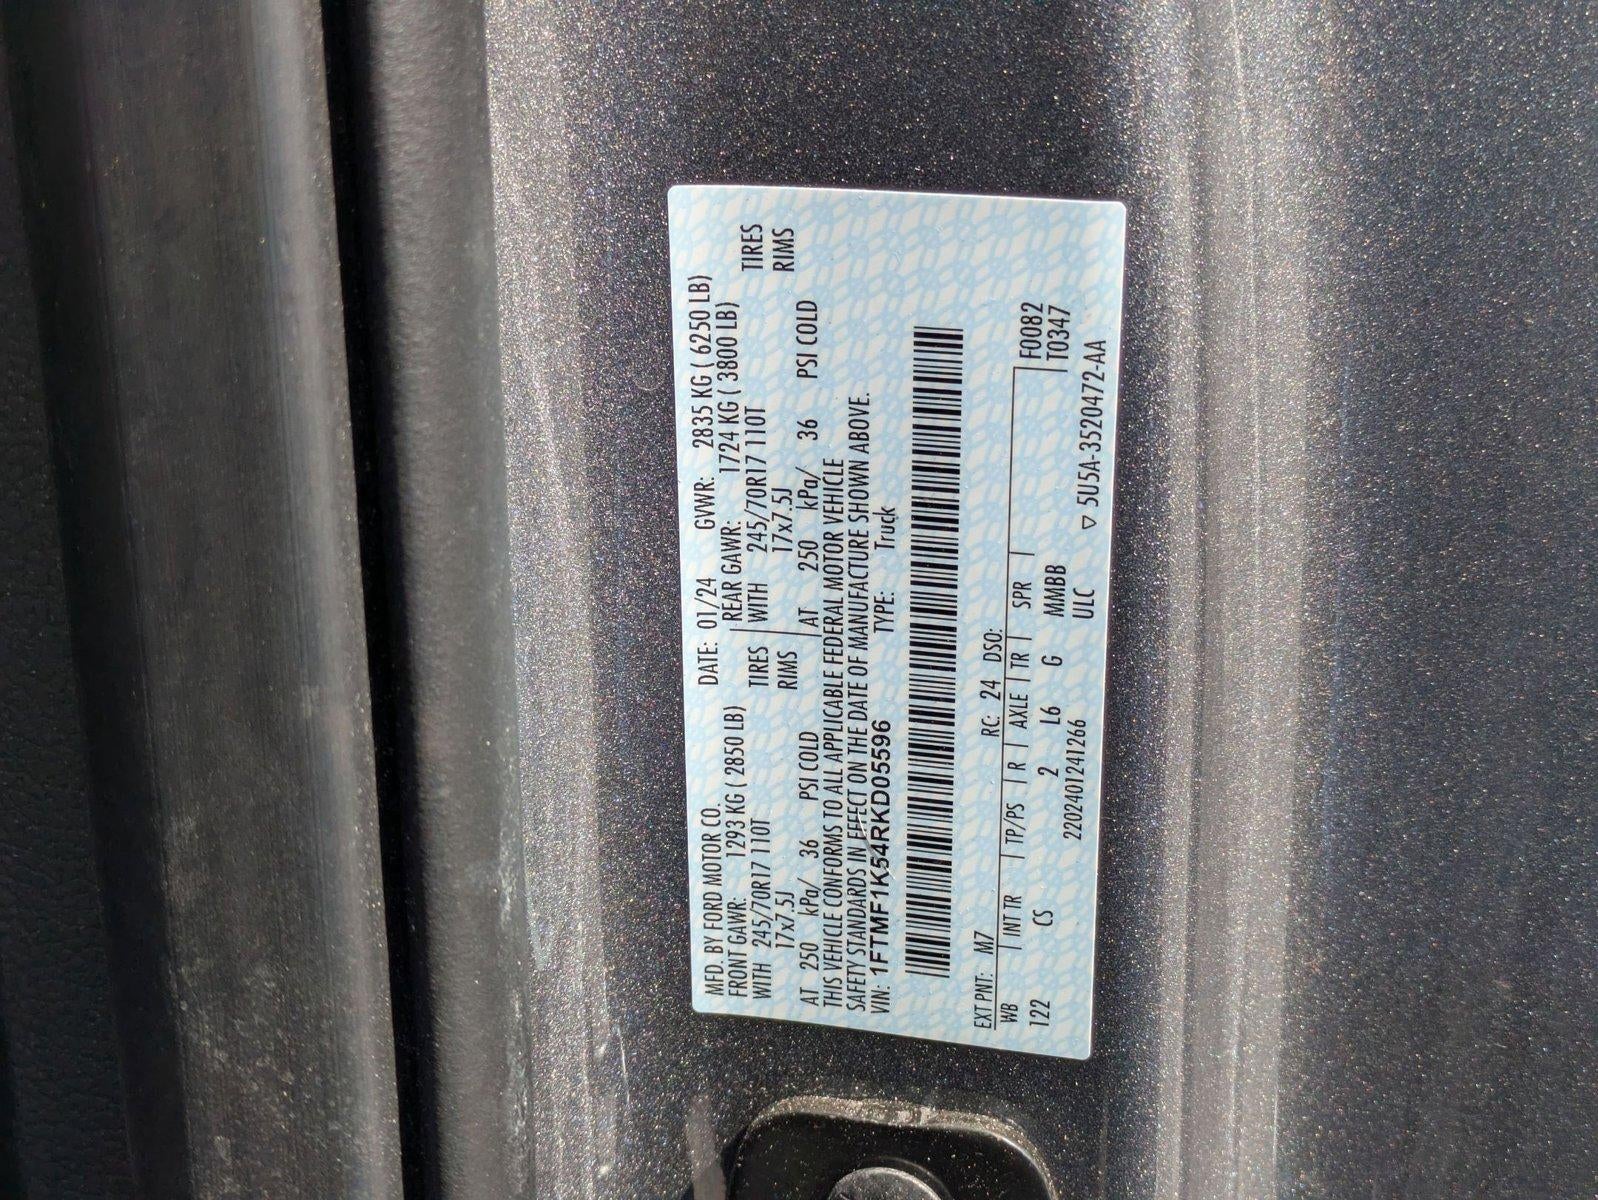 MFD. BY FORD MOTOR CO. DATE: 01/24 GVWR: 2835 KG ( 6250 LB)
FRONT GAWR: 1293 KG ( 2850 LB) REAR GAWR: 1724 KG ( 3800 LB)
WITH 245/70R17 110T TIRES WITH 245/70R17 110T TIRES
17x7.5J RIMS 17x7.5J RIMS
AT 250 kPa/ 36 PSI COLD AT 250 kPa/ 36 PSI COLD
THIS VEHICLE CONFORMS TO ALL APPLICABLE FEDERAL MOTOR VEHICLE
SAFETY STANDARDS IN EFFECT ON THE DATE OF MANUFACTURE SHOWN ABOVE.
VIN: 1FTMF1K54RKD05596 TYPE: Truck
EXT PNT: M7 RC: 24 DSO:
WB INT TR TP/PS R AXLE TR SPR F0082
122 CS 2 L6 G MMBB T0347
220240124​1266 ULC ▽ 5U5A-3520472-AA